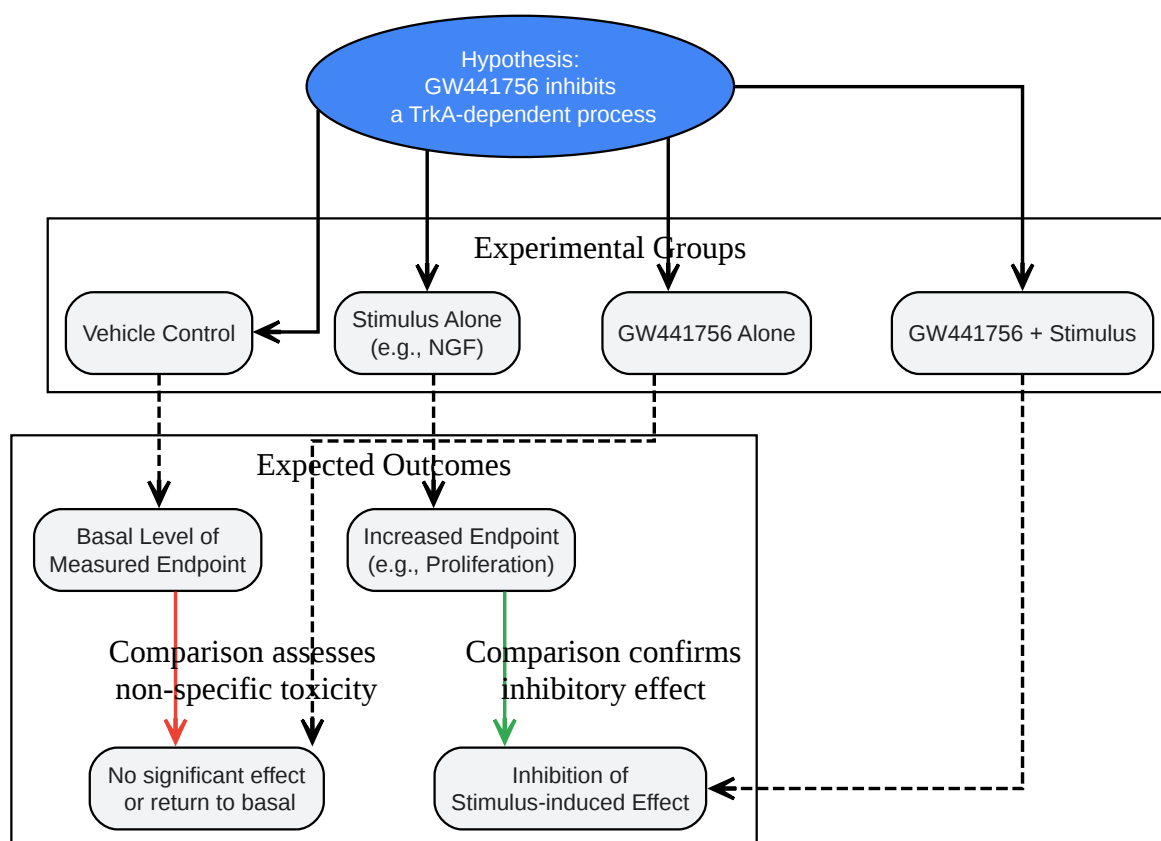 Hypothesis:
GW441756 inhibits
a TrkA-dependent process
Experimental Groups
Vehicle Control
Stimulus Alone
(e.g., NGF)
GW441756 Alone
GW441756 + Stimulus
Expected Outcomes
Basal Level of
Measured Endpoint
Increased Endpoint
(e.g., Proliferation)
Comparison assesses
non-specific toxicity
Comparison confirms
inhibitory effect
No significant effect
or return to basal
Inhibition of
Stimulus-induced Effect